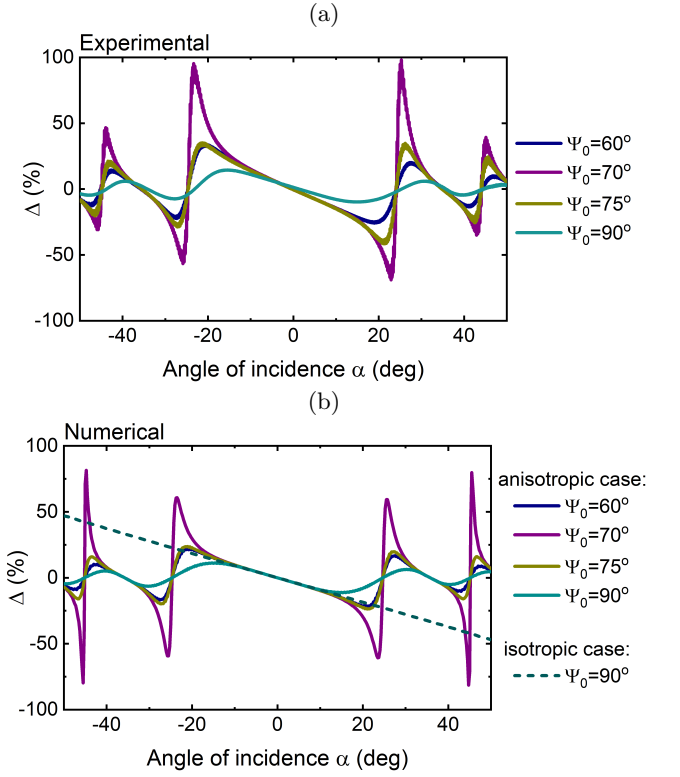 (a)
Experimental
100
50
0
-50
-100
Δ (%)
-40 -20 0 20 40
Angle of incidence α (deg)
Ψ₀=60°
Ψ₀=70°
Ψ₀=75°
Ψ₀=90°
(b)
Numerical
100
50
0
-50
-100
Δ (%)
-40 -20 0 20 40
Angle of incidence α (deg)
anisotropic case:
Ψ₀=60°
Ψ₀=70°
Ψ₀=75°
Ψ₀=90°
isotropic case:
Ψ₀=90°